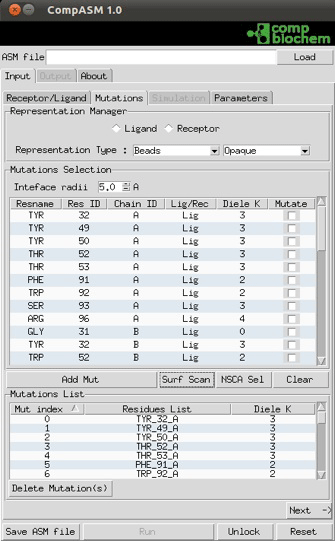 CompASM 1.0
comp
biochem
ASM file Load
Input Output About
Receptor/Ligand Mutations Simulation Parameters
Representation Manager
Ligand Receptor
Representation Type : Beads Opaque
Mutations Selection
Inteface radii 5.0 A
Resname Res ID Chain ID Lig/Rec Diele K Mutate
TYR 32 A Lig 3
TYR 49 A Lig 3
TYR 50 A Lig 3
THR 52 A Lig 3
THR 53 A Lig 3
PHE 91 A Lig 2
TRP 92 A Lig 2
SER 93 A Lig 3
ARG 96 A Lig 4
GLY 31 B Lig 0
TYR 32 B Lig 3
TRP 52 B Lig 2
Add Mut Surf Scan NSCA Sel Clear
Mutations List
Mut index Residues List Diele K
0 TYR_32_A 3
1 TYR_49_A 3
2 TYR_50_A 3
3 THR_52_A 3
4 THR_53_A 3
5 PHE_91_A 2
6 TRP_92_A 2
Delete Mutation(s)
Next ->
Save ASM file Run Unlock Reset